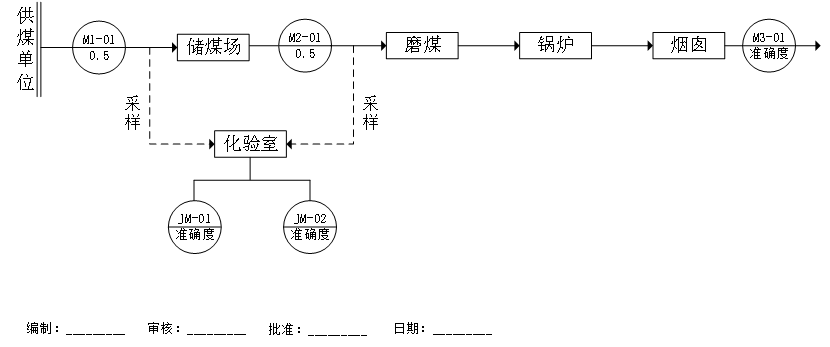 供煤单位
M1-01
0.5
储煤场
M2-01
0.5
磨煤
锅炉
烟囱
M3-01
准确度
采样
采样
化验室
JM-01
准确度
JM-02
准确度
编制：________ 审核：________ 批准：________ 日期：________